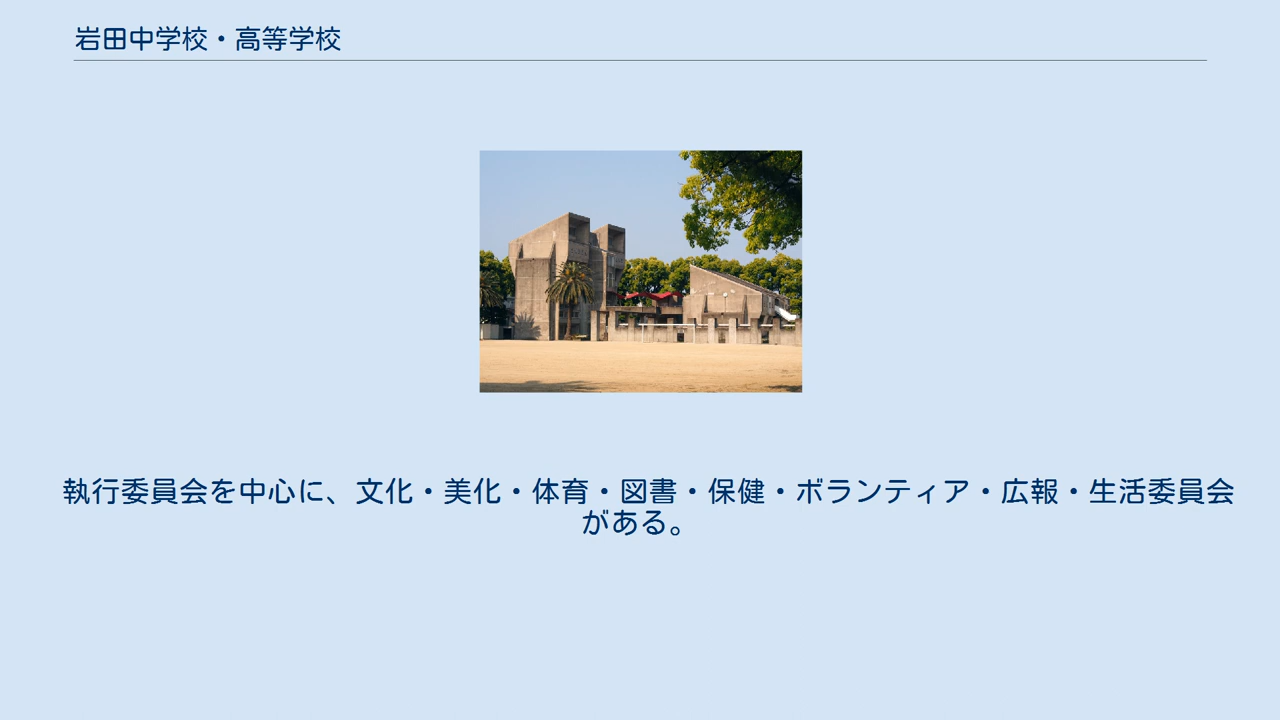 岩田中学校・高等学校
執行委員会を中心に、文化・美化・体育・図書・保健・ボランティア・広報・生活委員会
がある。